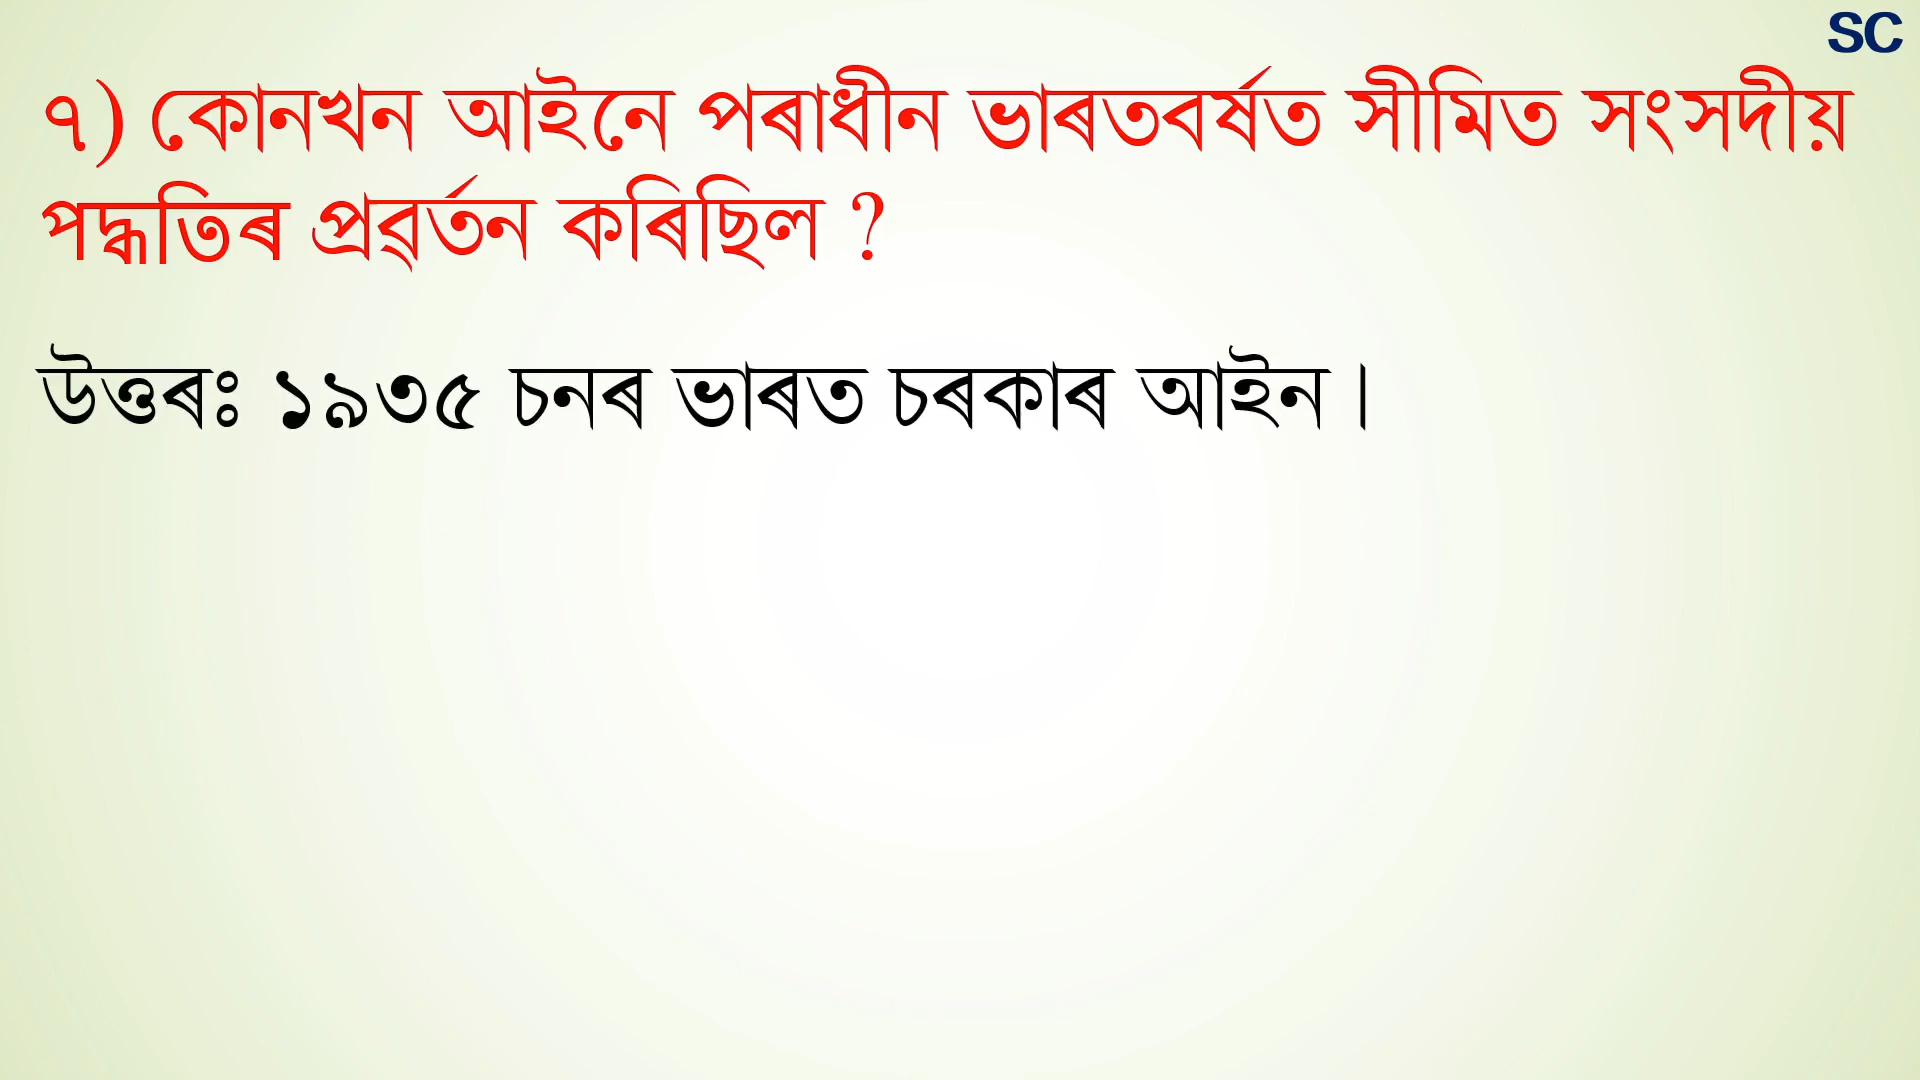 SC
৭) কোনখন আইনে পৰাধীন ভাৰতবৰ্ষত সীমিত সংসদীয়
পদ্ধতিৰ প্ৰৱৰ্তন কৰিছিল ?
উত্তৰঃ ১৯৩৫ চনৰ ভাৰত চৰকাৰ আইন।